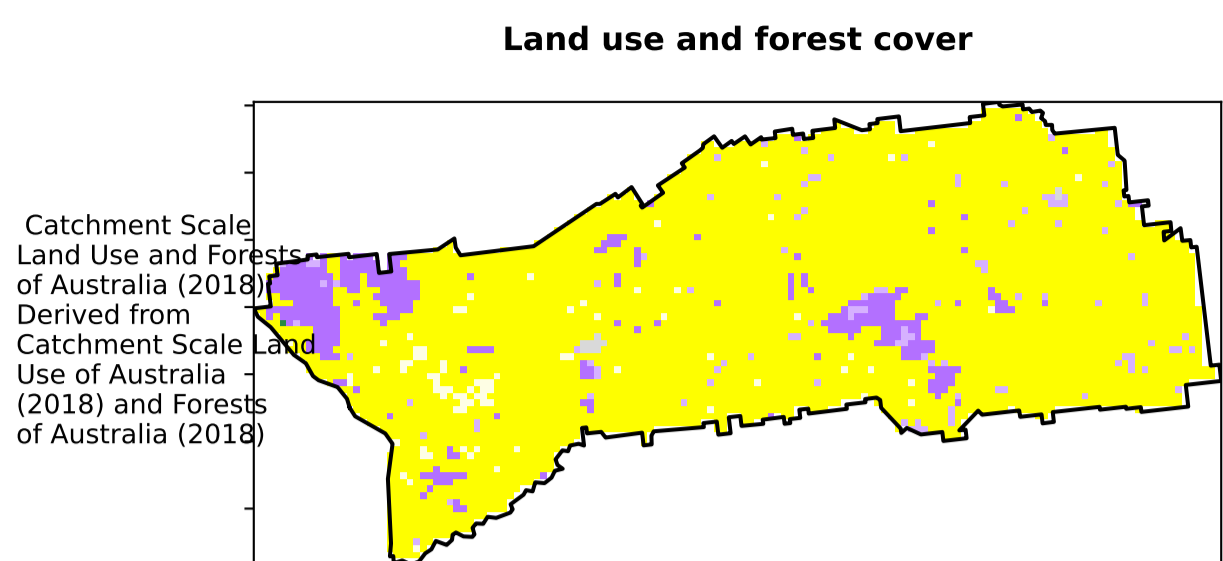 Land use and forest cover
Catchment Scale
Land Use and Forests
of Australia (2018)
Derived from
Catchment Scale Land
Use of Australia
(2018) and Forests
of Australia (2018)